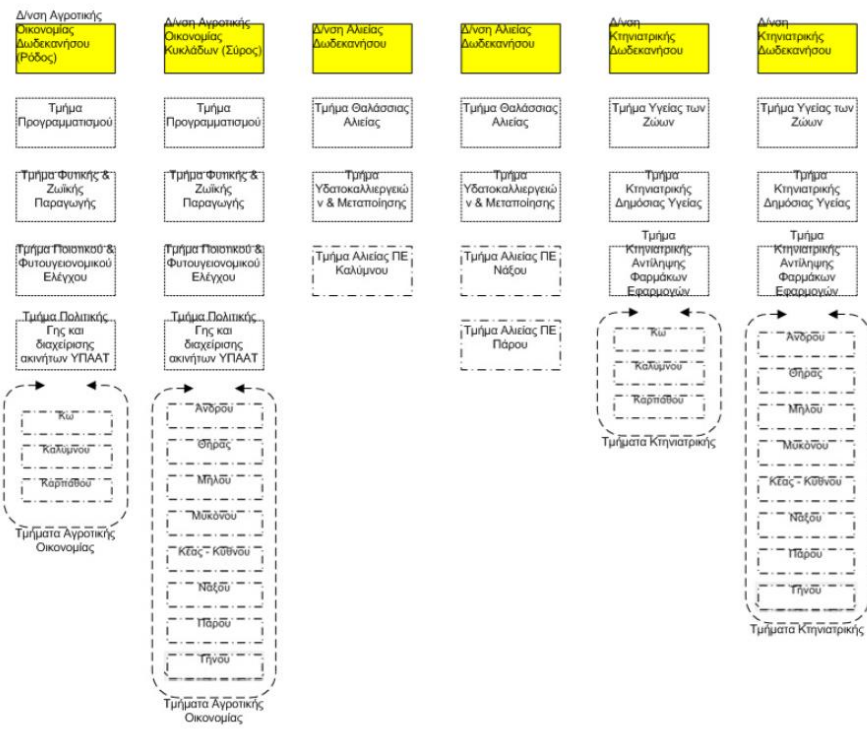 Δ/νση Αγροτικής
Οικονομίας
Δωδεκανήσου
(Ρόδος)
Τμήμα
Προγραμματισμού
Τμήμα Φυτικής &
Ζωϊκής
Παραγωγής
Τμήμα Ποιοτικού &
Φυτουγειονομικού
Ελέγχου
Τμήμα Πολιτικής
Γης και
διαχείρισης
ακινήτων ΥΠΑΑΤ
Κω
Καλύμνου
Καρπάθου
Τμήματα Αγροτικής
Οικονομίας
Δ/νση Αγροτικής
Οικονομίας
Κυκλάδων (Σύρος)
Τμήμα
Προγραμματισμού
Τμήμα Φυτικής &
Ζωϊκής
Παραγωγής
Τμήμα Ποιοτικού &
Φυτουγειονομικού
Ελέγχου
Τμήμα Πολιτικής
Γης και
διαχείρισης
ακινήτων ΥΠΑΑΤ
Άνδρου
Θήρας
Μήλου
Μυκόνου
Κέας - Κύθνου
Νάξου
Πάρου
Τήνου
Τμήματα Αγροτικής
Οικονομίας
Δ/νση Αλιείας
Δωδεκανήσου
Τμήμα Θαλάσσιας
Αλιείας
Τμήμα
Υδατοκαλλιεργειώ
ν & Μεταποίησης
Τμήμα Αλιείας ΠΕ
Καλύμνου
Δ/νση Αλιείας
Δωδεκανήσου
Τμήμα Θαλάσσιας
Αλιείας
Τμήμα
Υδατοκαλλιεργειώ
ν & Μεταποίησης
Τμήμα Αλιείας ΠΕ
Νάξου
Τμήμα Αλιείας ΠΕ
Πάρου
Δ/νση
Κτηνιατρικής
Δωδεκανήσου
Τμήμα Υγείας των
Ζώων
Τμήμα
Κτηνιατρικής
Δημόσιας Υγείας
Τμήμα
Κτηνιατρικής
Αντίληψης
Φαρμάκων
Εφαρμογών
Κω
Καλύμνου
Καρπάθου
Τμήματα Κτηνιατρικής
Δ/νση
Κτηνιατρικής
Δωδεκανήσου
Τμήμα Υγείας των
Ζώων
Τμήμα
Κτηνιατρικής
Δημόσιας Υγείας
Τμήμα
Κτηνιατρικής
Αντίληψης
Φαρμάκων
Εφαρμογών
Άνδρου
Θήρας
Μήλου
Μυκόνου
Κέας - Κύθνου
Νάξου
Πάρου
Τήνου
Τμήματα Κτηνιατρικής